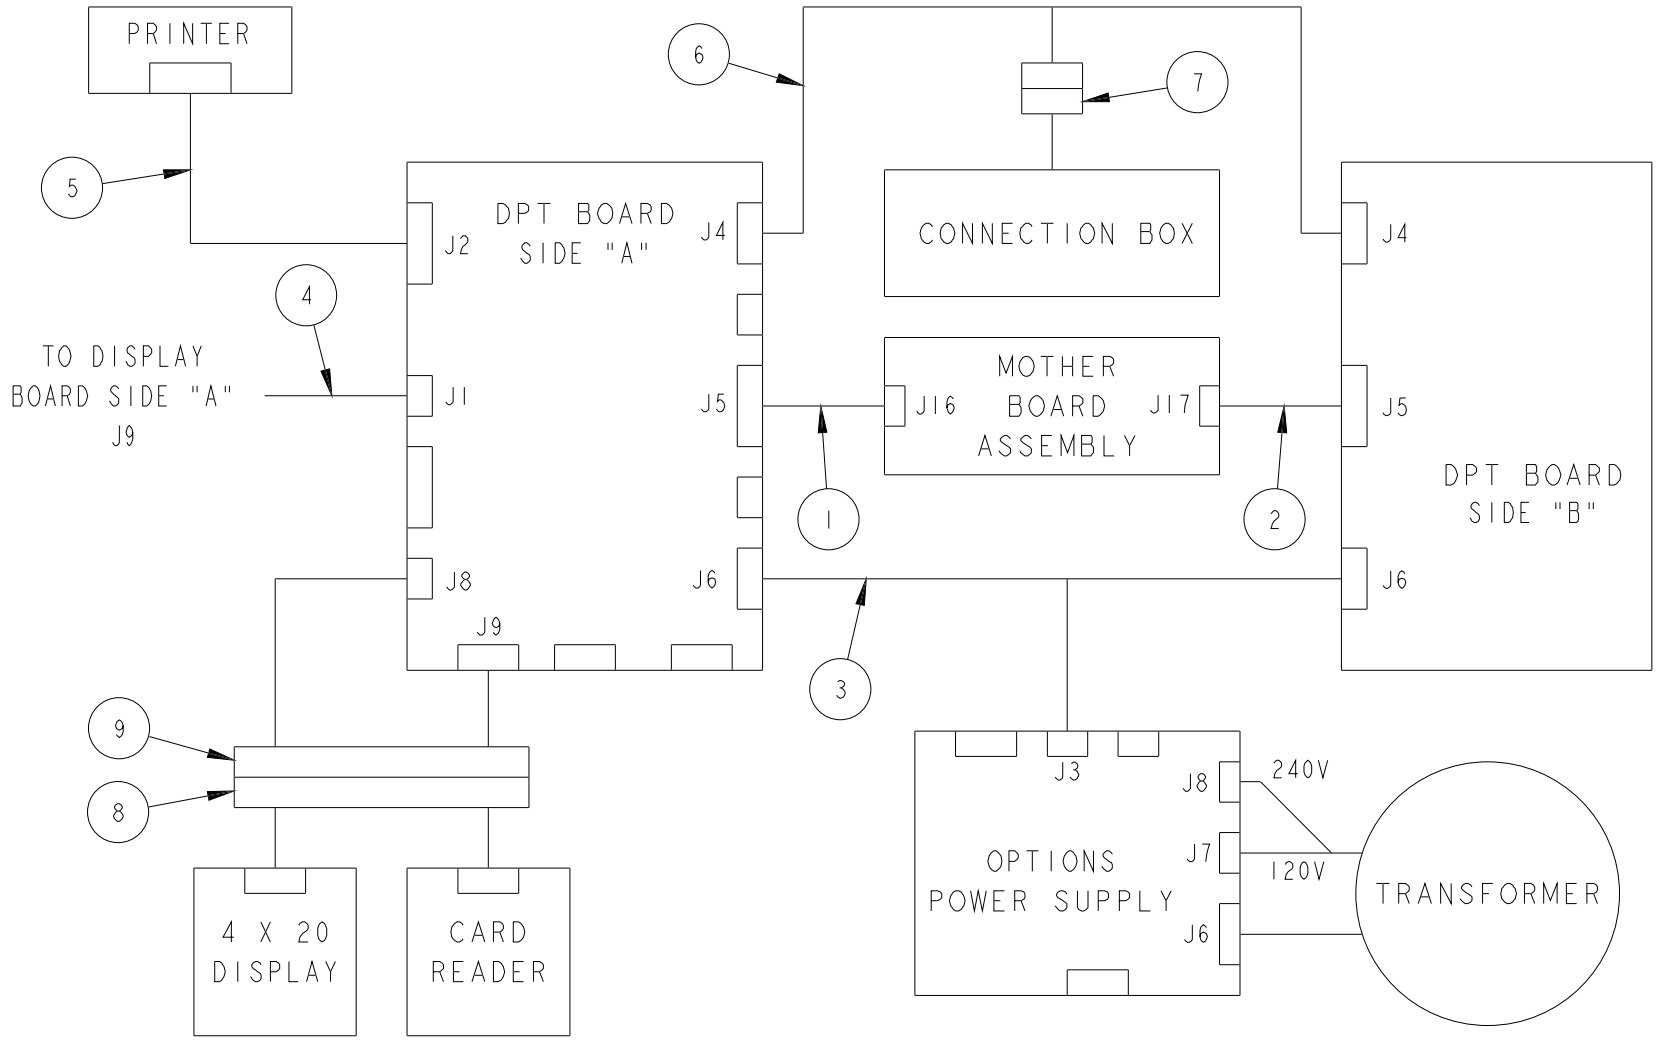 PRINTER
6
7
5
DPT BOARD
SIDE "A"
J2
J4
CONNECTION BOX
J4
4
TO DISPLAY
BOARD SIDE "A"
J9
J1
J5
J16
MOTHER
BOARD
ASSEMBLY
J17
J5
1
2
DPT BOARD
SIDE "B"
J8
J6
J6
J9
3
9
8
J3
J8
240V
J7
120V
J6
OPTIONS
POWER SUPPLY
TRANSFORMER
4 X 20
DISPLAY
CARD
READER